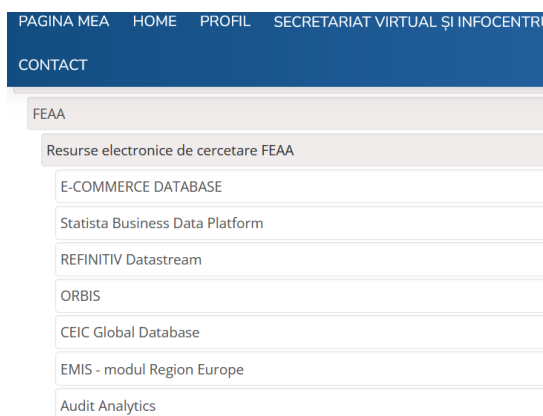 PAGINA MEA HOME PROFIL SECRETARIAT VIRTUAL ȘI INFOCENTRU
CONTACT
FEAA
Resurse electronice de cercetare FEAA
E-COMMERCE DATABASE
Statista Business Data Platform
REFINITIV Datastream
ORBIS
CEIC Global Database
EMIS - modul Region Europe
Audit Analytics